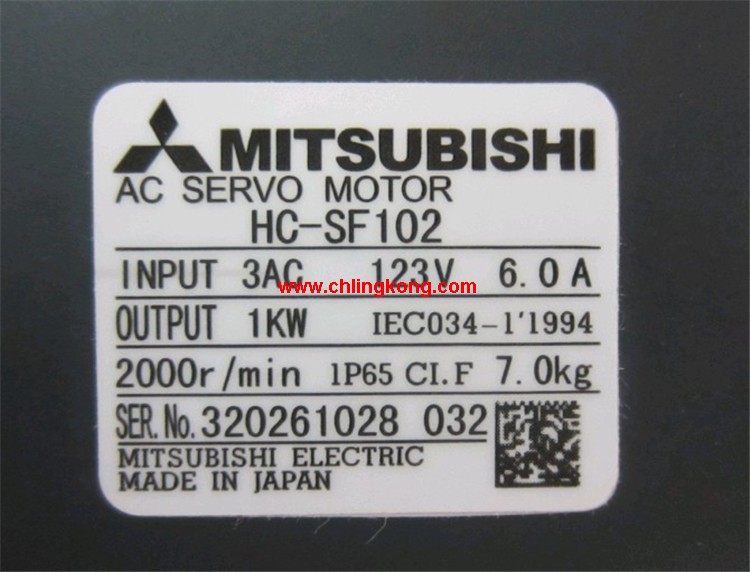 MITSUBISHI
AC SERVO MOTOR
HC-SF102
INPUT 3AC 123V 6.0A
www.chlingkong.com
OUTPUT 1KW IEC034-1'1994
2000r/min IP65 CI.F 7.0kg
SER.No.320261028 032
MITSUBISHI ELECTRIC
MADE IN JAPAN